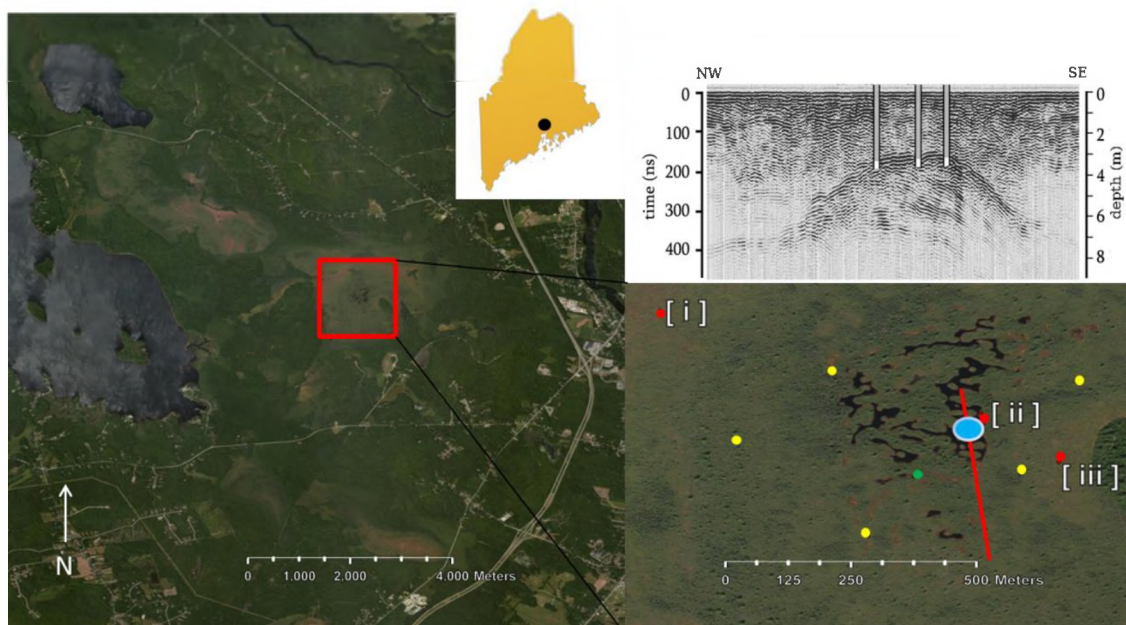 N
0
1.000
2.000
4.000 Meters
NW
SE
0
100
200
300
400
time (ns)
0
2
4
6
8
depth (m)
[ i ]
[ ii ]
[ iii ]
0
125
250
500 Meters